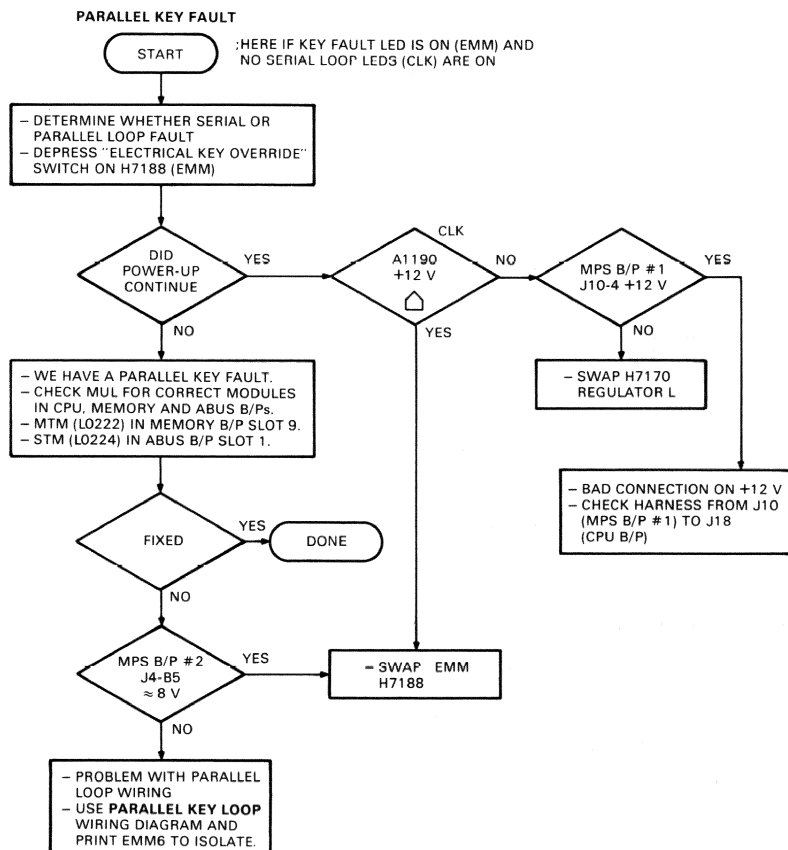 PARALLEL KEY FAULT
START
;HERE IF KEY FAULT LED IS ON (EMM) AND
NO SERIAL LOOP LEDS (CLK) ARE ON
– DETERMINE WHETHER SERIAL OR
PARALLEL LOOP FAULT
– DEPRESS "ELECTRICAL KEY OVERRIDE"
SWITCH ON H7188 (EMM)
DID
POWER-UP
CONTINUE
YES
NO
CLK
A1190
+12 V
NO
YES
MPS B/P #1
J10-4 +12 V
YES
NO
– WE HAVE A PARALLEL KEY FAULT.
– CHECK MUL FOR CORRECT MODULES
IN CPU, MEMORY AND ABUS B/Ps.
– MTM (L0222) IN MEMORY B/P SLOT 9.
– STM (L0224) IN ABUS B/P SLOT 1.
– SWAP H7170
REGULATOR L
– BAD CONNECTION ON +12 V
– CHECK HARNESS FROM J10
(MPS B/P #1) TO J18
(CPU B/P)
FIXED
YES
DONE
NO
MPS B/P #2
J4-B5
≈ 8 V
YES
NO
– SWAP EMM
H7188
– PROBLEM WITH PARALLEL
LOOP WIRING
– USE PARALLEL KEY LOOP
WIRING DIAGRAM AND
PRINT EMM6 TO ISOLATE.